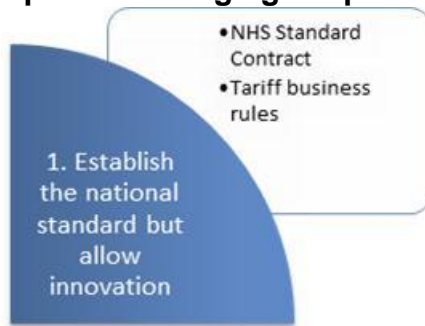 •NHS Standard
Contract
•Tariff business
rules
1. Establish
the national
standard but
allow
innovation